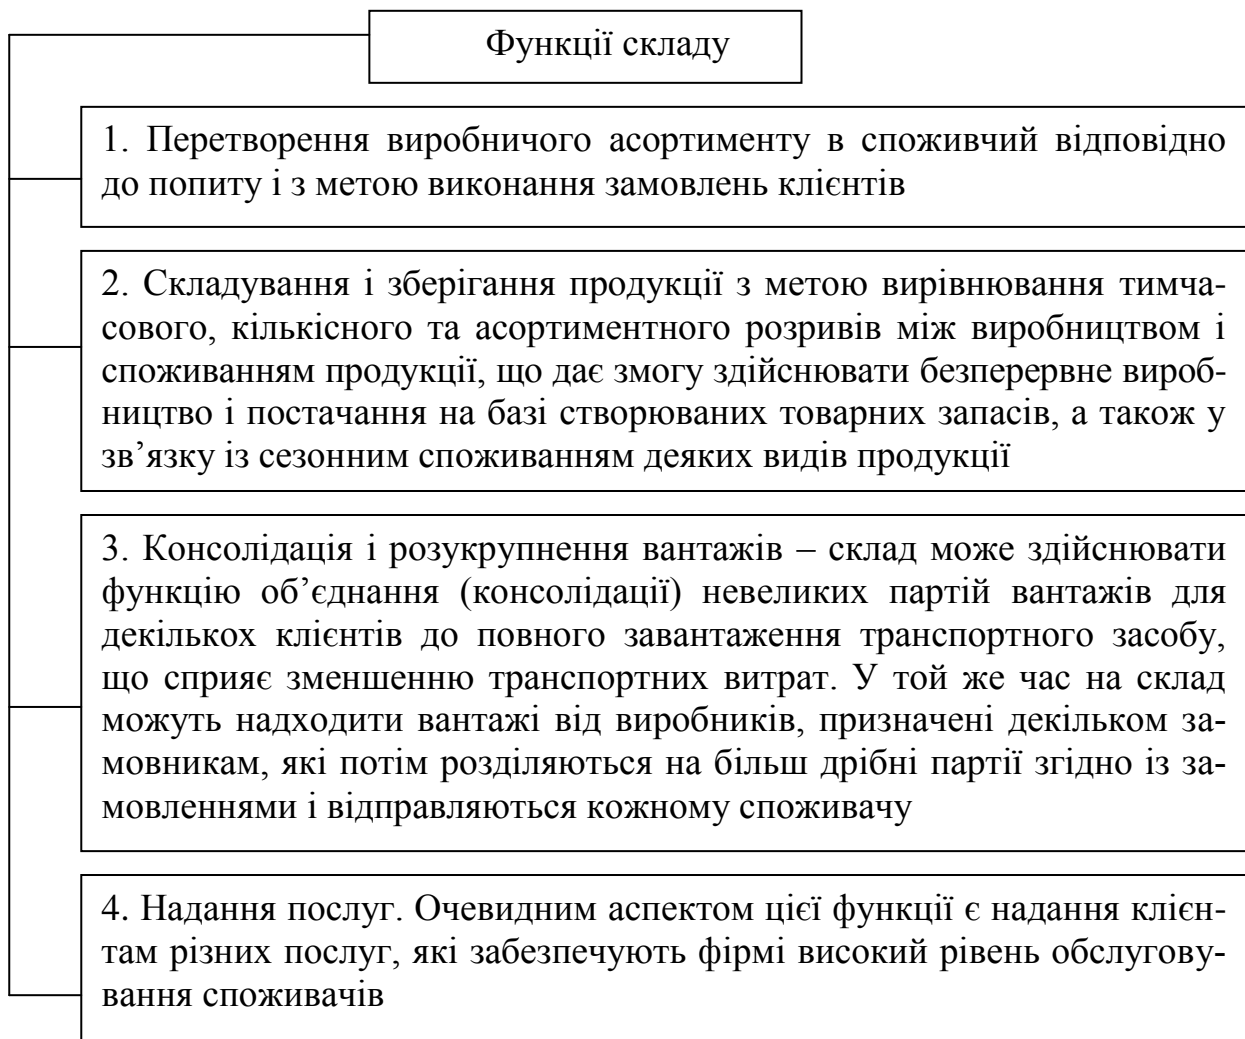 Функції складу
1. Перетворення виробничого асортименту в споживчий відповідно
до попиту і з метою виконання замовлень клієнтів
2. Складування і зберігання продукції з метою вирівнювання тимча-
сового, кількісного та асортиментного розривів між виробництвом і
споживанням продукції, що дає змогу здійснювати безперервне вироб-
ництво і постачання на базі створюваних товарних запасів, а також у
зв’язку із сезонним споживанням деяких видів продукції
3. Консолідація і розукрупнення вантажів – склад може здійснювати
функцію об’єднання (консолідації) невеликих партій вантажів для
декількох клієнтів до повного завантаження транспортного засобу,
що сприяє зменшенню транспортних витрат. У той же час на склад
можуть надходити вантажі від виробників, призначені декільком за-
мовникам, які потім розділяються на більш дрібні партії згідно із за-
мовленнями і відправляються кожному споживачу
4. Надання послуг. Очевидним аспектом цієї функції є надання клієн-
там різних послуг, які забезпечують фірмі високий рівень обслугову-
вання споживачів